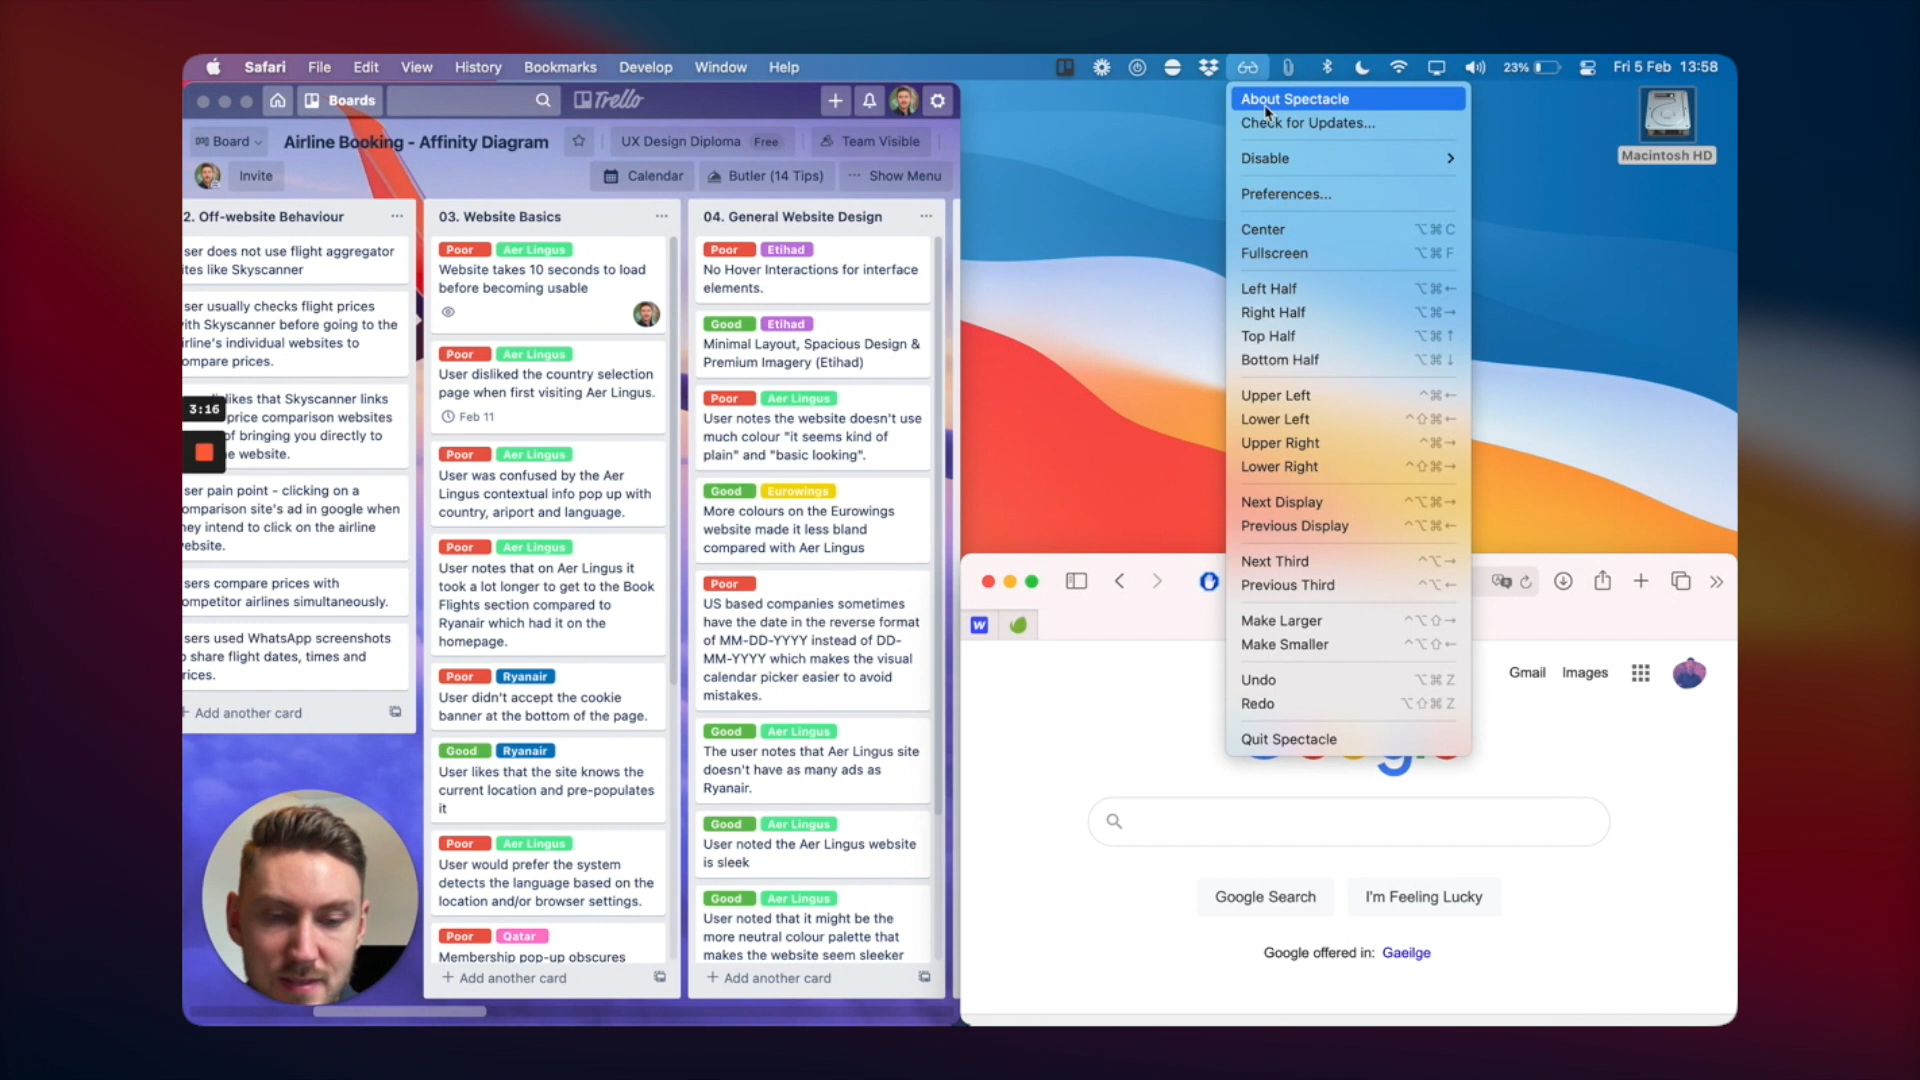 Safari File Edit View History Bookmarks Develop Window Help
23% Fri 5 Feb 13:58
Boards
Trello
Board
Airline Booking - Affinity Diagram
UX Design Diploma Free
Team Visible
Invite
Calendar
Butler (14 Tips)
Show Menu
2. Off-website Behaviour
ser does not use flight aggregator
ites like Skyscanner
ser usually checks flight prices
ith Skyscanner before going to the
irline's individual websites to
ompare prices.
likes that Skyscanner links
price comparison websites
of bringing you directly to
e website.
3:16
ser pain point - clicking on a
omparison site's ad in google when
hey intend to click on the airline
ebsite.
sers compare prices with
ompetitor airlines simultaneously.
sers used WhatsApp screenshots
o share flight dates, times and
rices.
Add another card
03. Website Basics
Poor Aer Lingus
Website takes 10 seconds to load
before becoming usable
Poor Aer Lingus
User disliked the country selection
page when first visiting Aer Lingus.
Feb 11
Poor Aer Lingus
User was confused by the Aer
Lingus contextual info pop up with
country, ariport and language.
Poor Aer Lingus
User notes that on Aer Lingus it
took a lot longer to get to the Book
Flights section compared to
Ryanair which had it on the
homepage.
Poor Ryanair
User didn't accept the cookie
banner at the bottom of the page.
Good Ryanair
User likes that the site knows the
current location and pre-populates
it
Poor Aer Lingus
User would prefer the system
detects the language based on the
location and/or browser settings.
Poor Qatar
Membership pop-up obscures
Add another card
04. General Website Design
Poor Etihad
No Hover Interactions for interface
elements.
Good Etihad
Minimal Layout, Spacious Design &
Premium Imagery (Etihad)
Poor Aer Lingus
User notes the website doesn't use
much colour "it seems kind of
plain" and "basic looking".
Good Eurowings
More colours on the Eurowings
website made it less bland
compared with Aer Lingus
Poor
US based companies sometimes
have the date in the reverse format
of MM-DD-YYYY instead of DD-
MM-YYYY which makes the visual
calendar picker easier to avoid
mistakes.
Good Aer Lingus
The user notes that Aer Lingus site
doesn't have as many ads as
Ryanair.
Good Aer Lingus
User noted the Aer Lingus website
is sleek
Good Aer Lingus
User noted that it might be the
more neutral colour palette that
makes the website seem sleeker
Add another card
About Spectacle
Check for Updates...
Disable
Preferences...
Center ⌥⌘C
Fullscreen ⌥⌘F
Left Half ⌥⌘←
Right Half ⌥⌘→
Top Half ⌥⌘↑
Bottom Half ⌥⌘↓
Upper Left ⌃⌘←
Lower Left ⌃⇧⌘←
Upper Right ⌃⌘→
Lower Right ⌃⇧⌘→
Next Display ⌃⌥⌘→
Previous Display ⌃⌥⌘←
Next Third ⌃⌥→
Previous Third ⌃⌥←
Make Larger ⌃⌥⇧→
Make Smaller ⌃⌥⇧←
Undo ⌥⌘Z
Redo ⌥⇧⌘Z
Quit Spectacle
Macintosh HD
W
Gmail Images
Google Search
I'm Feeling Lucky
Google offered in: Gaeilge